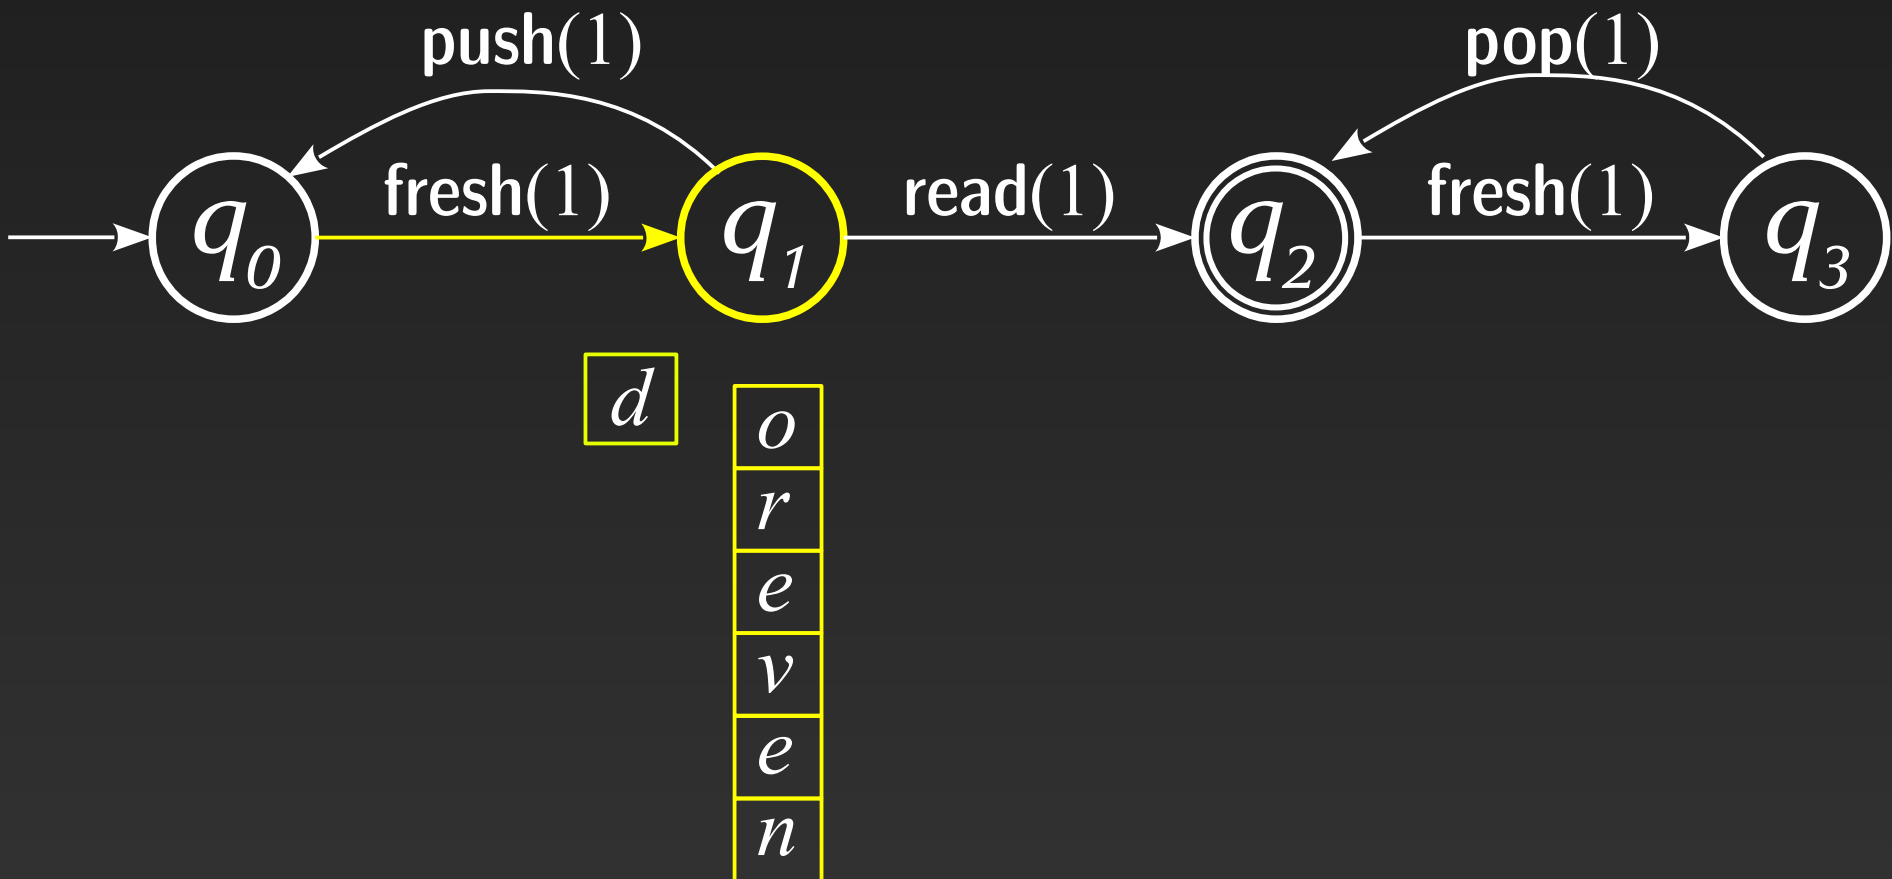 push(1) pop(1)
fresh(1) read(1) fresh(1)
q0 q1 q2 q3
d
o
r
e
v
e
n